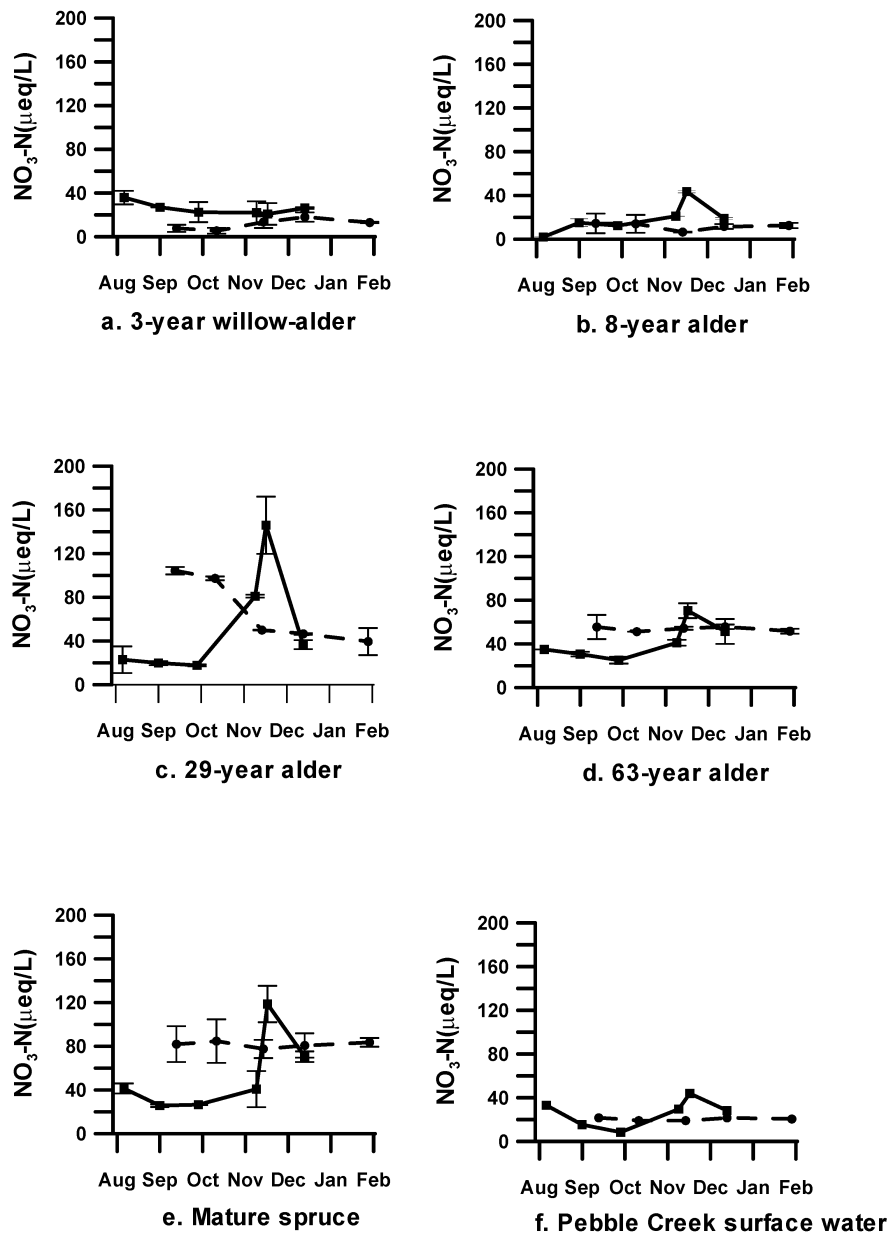 200
160
120
80
40
0
NO3-N(μeq/L)
Aug Sep Oct Nov Dec Jan Feb
a. 3-year willow-alder
200
160
120
80
40
0
NO3-N(μeq/L)
Aug Sep Oct Nov Dec Jan Feb
b. 8-year alder
200
160
120
80
40
0
NO3-N(μeq/L)
Aug Sep Oct Nov Dec Jan Feb
c. 29-year alder
200
160
120
80
40
0
NO3-N(μeq/L)
Aug Sep Oct Nov Dec Jan Feb
d. 63-year alder
200
160
120
80
40
0
NO3-N(μeq/L)
Aug Sep Oct Nov Dec Jan Feb
e. Mature spruce
200
160
120
80
40
0
NO3-N(μeq/L)
Aug Sep Oct Nov Dec Jan Feb
f. Pebble Creek surface water